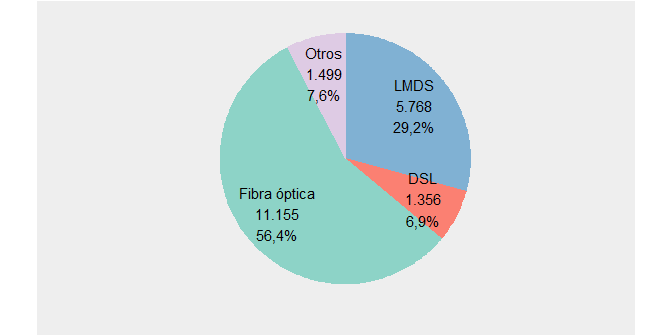 Otros
1.499
7,6%
LMDS
5.768
29,2%
DSL
1.356
6,9%
Fibra óptica
11.155
56,4%